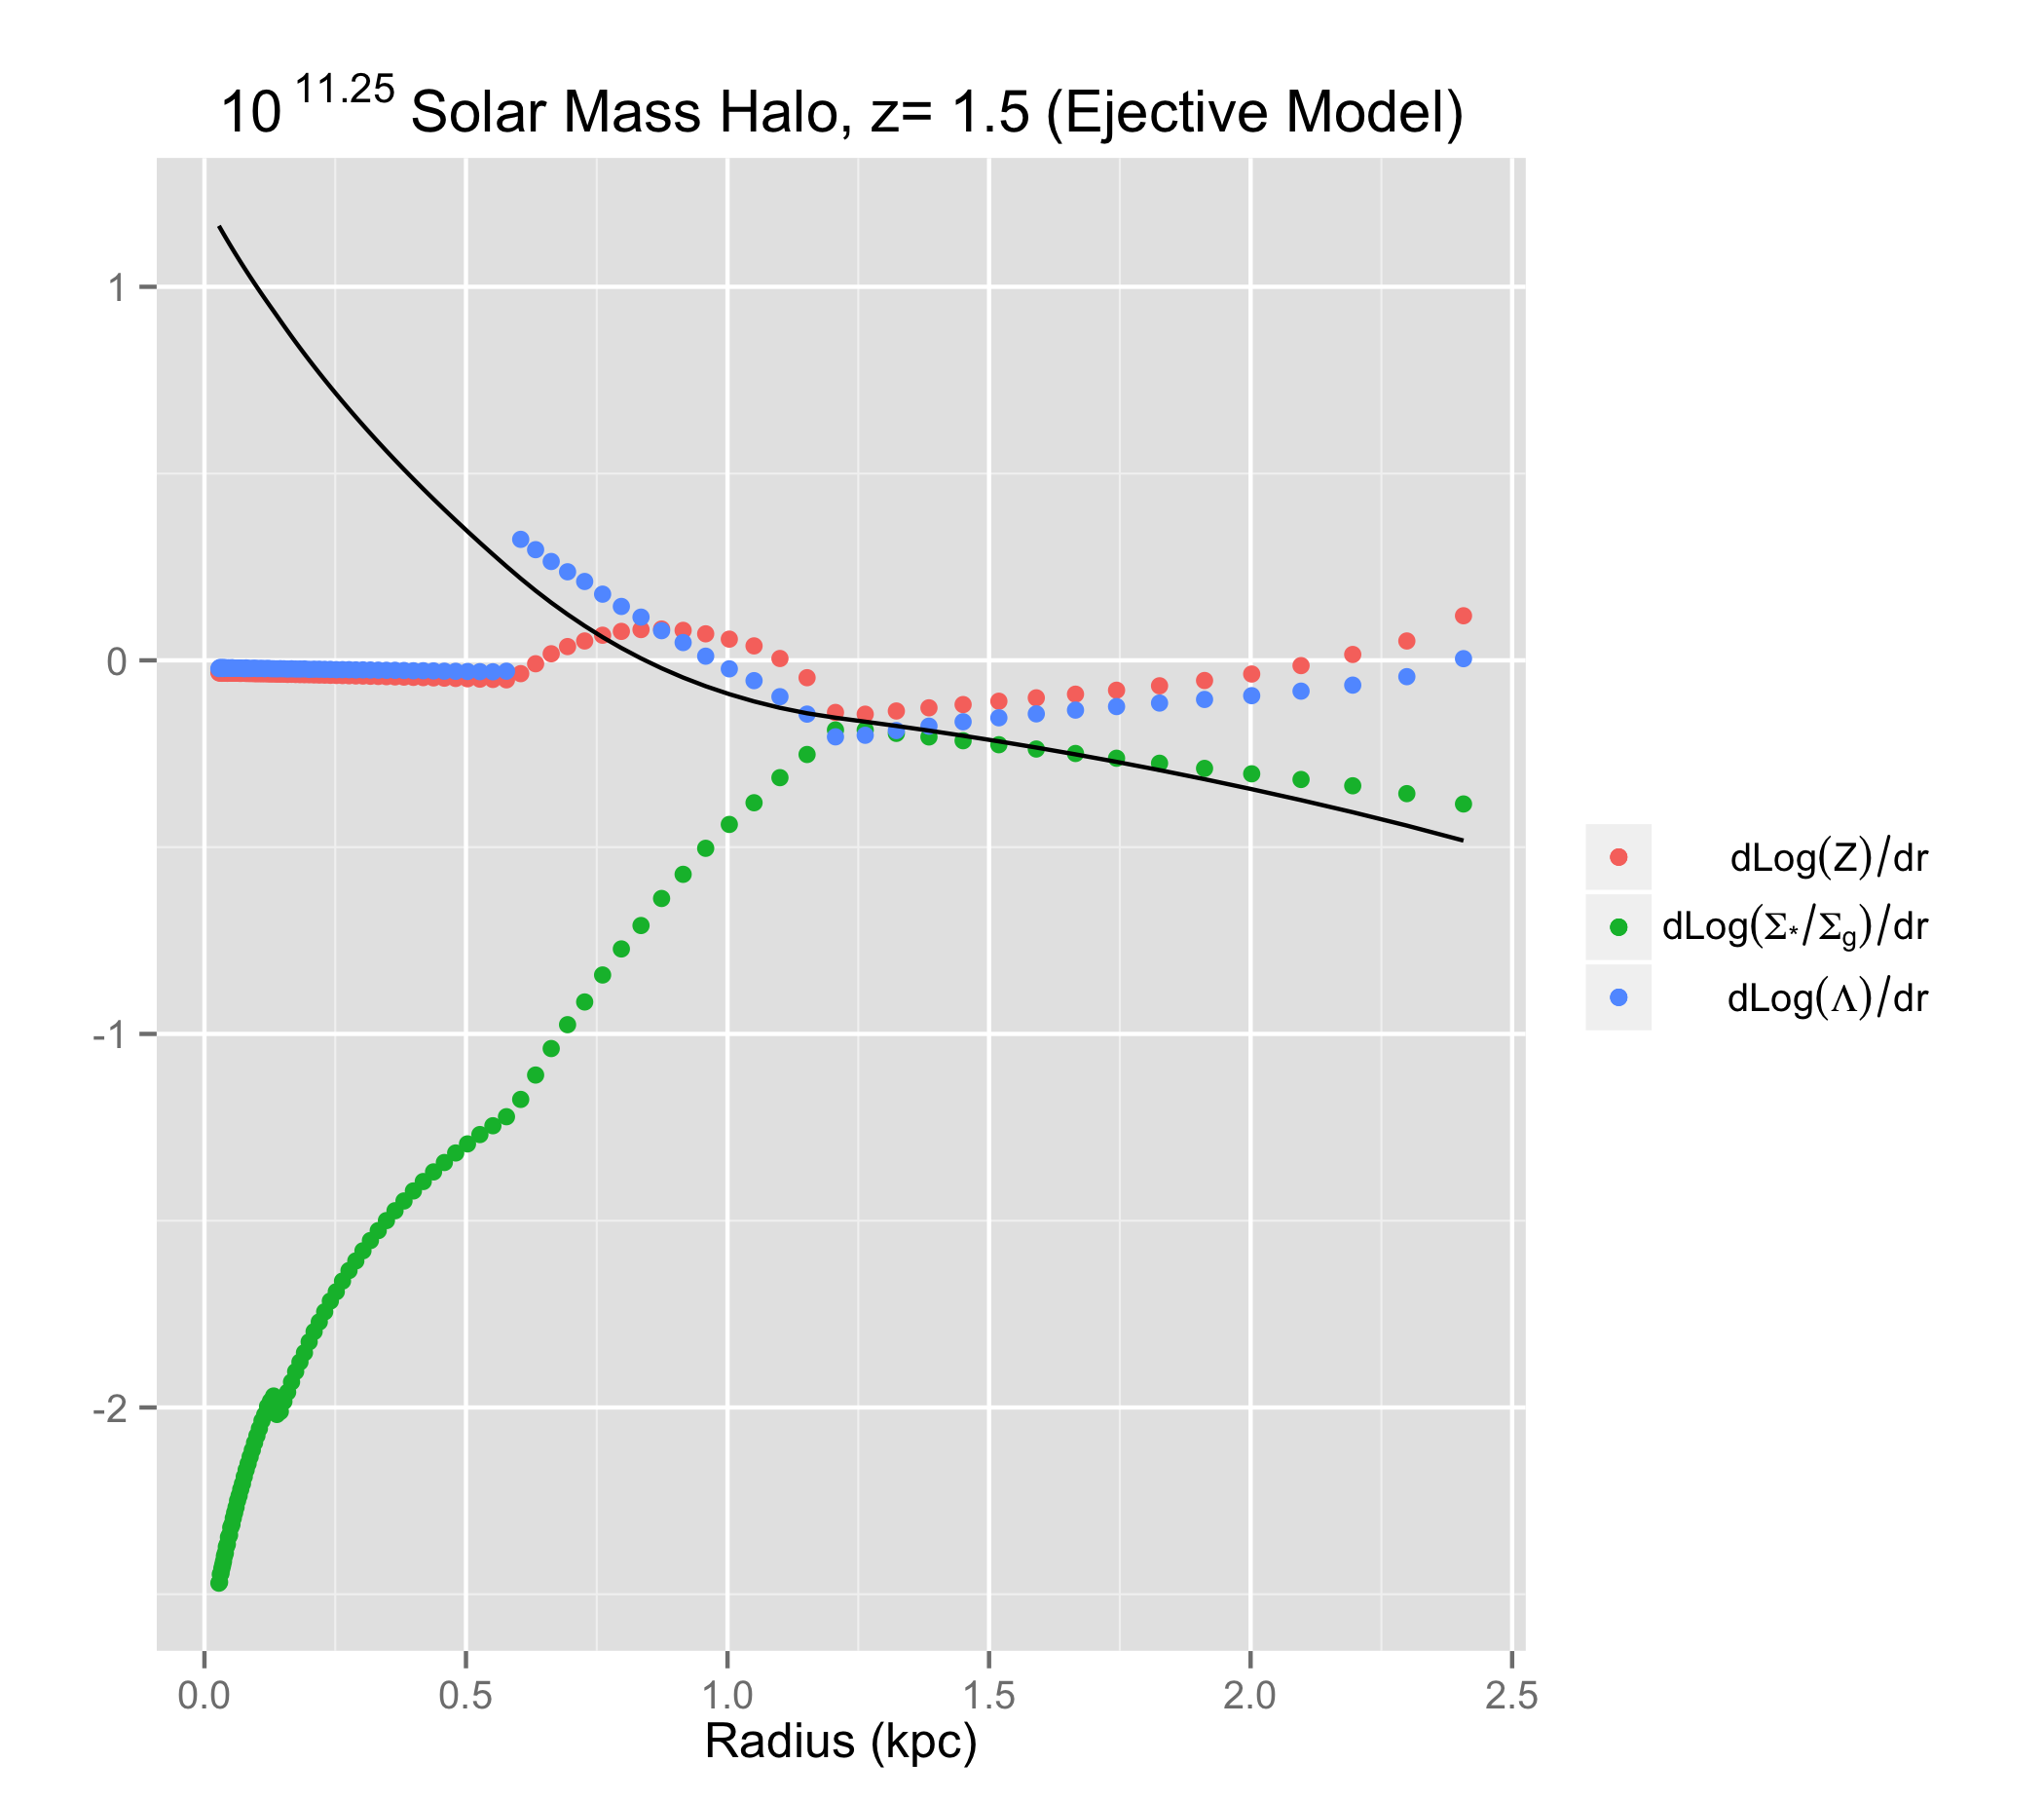 10^11.25 Solar Mass Halo, z= 1.5 (Ejective Model)
1
0
-1
-2
0.0 0.5 1.0 1.5 2.0 2.5
Radius (kpc)
dLog(Z)/dr
dLog(Σ*/Σg)/dr
dLog(Λ)/dr